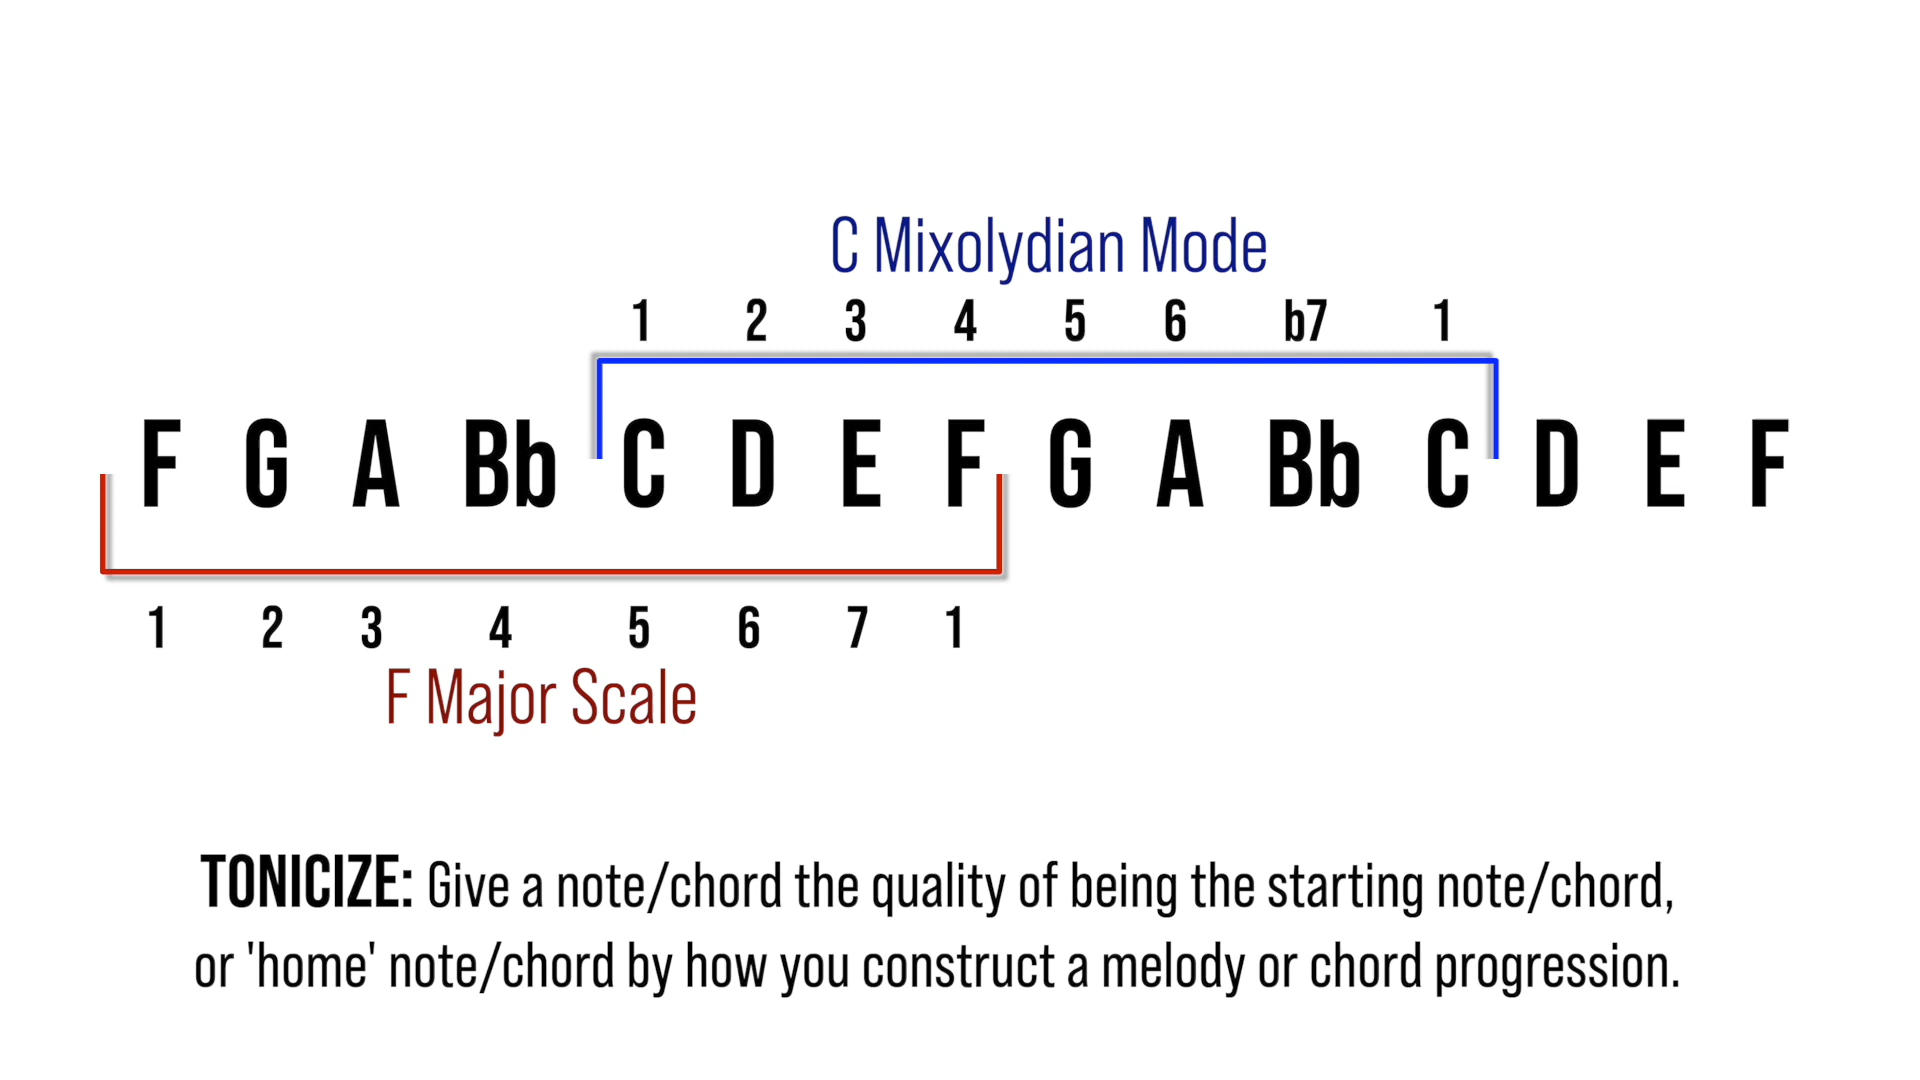 C Mixolydian Mode
1 2 3 4 5 6 b7 1
F G A Bb C D E F G A Bb C D E F
1 2 3 4 5 6 7 1
F Major Scale
TONICIZE: Give a note/chord the quality of being the starting note/chord,
or 'home' note/chord by how you construct a melody or chord progression.